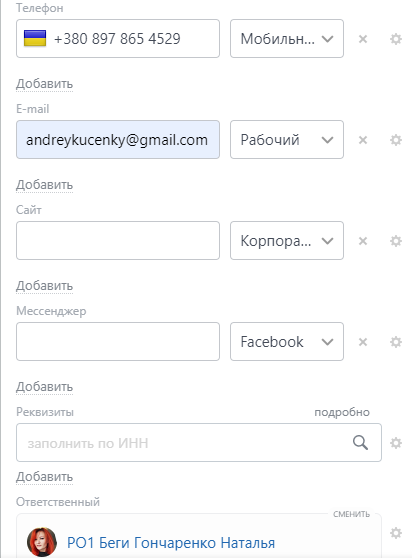 Телефон
+380 897 865 4529 Мобильн...
Добавить
E-mail
andreykucenky@gmail.com Рабочий
Добавить
Сайт
Корпора...
Добавить
Мессенджер
Facebook
Добавить
Реквизиты подробно
заполнить по ИНН
Добавить
Ответственный
СМЕНИТЬ
РО1 Беги Гончаренко Наталья